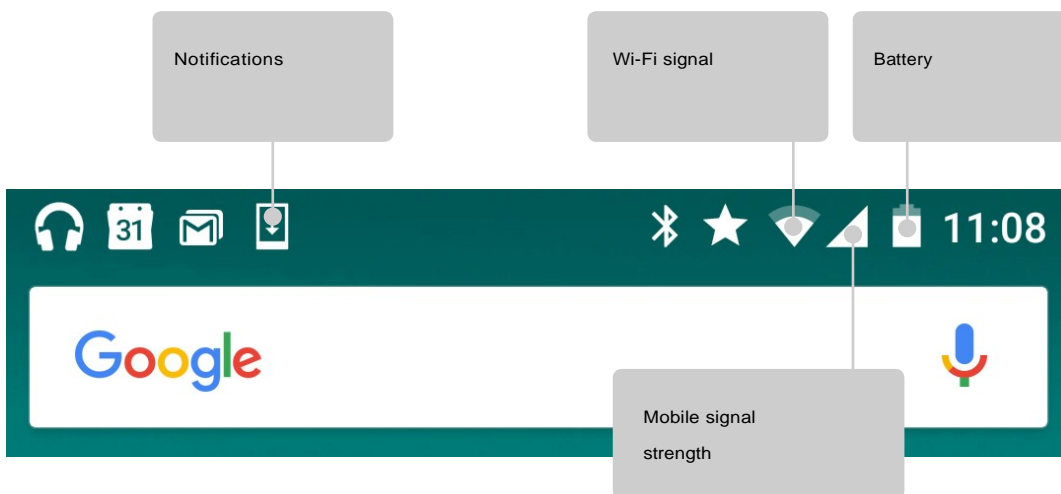 Notifications
Wi-Fi signal
Battery
31
11:08
Google
Mobile signal
strength